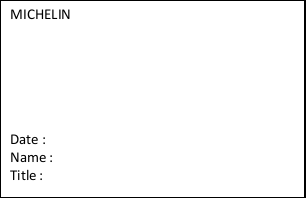 MICHELIN
Date :
Name :
Title :